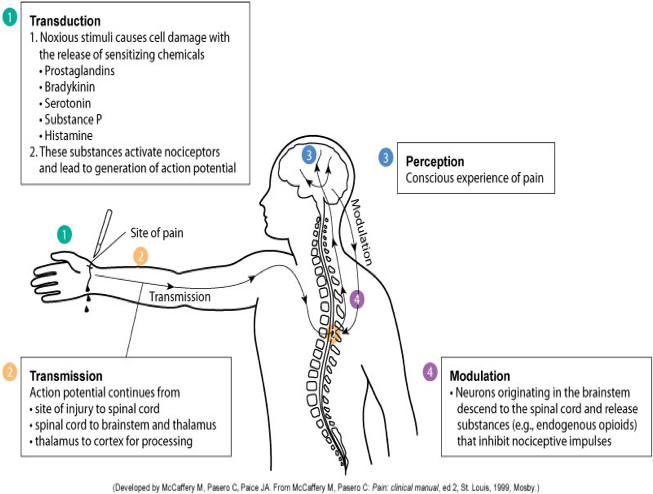 1
Transduction
1. Noxious stimuli causes cell damage with
the release of sensitizing chemicals
• Prostaglandins
• Bradykinin
• Serotonin
• Substance P
• Histamine
2. These substances activate nociceptors
and lead to generation of action potential
3
3
Perception
Conscious experience of pain
1
Site of pain
2
Transmission
Modulation
4
2
Transmission
Action potential continues from
• site of injury to spinal cord
• spinal cord to brainstem and thalamus
• thalamus to cortex for processing
4
Modulation
• Neurons originating in the brainstem
descend to the spinal cord and release
substances (e.g., endogenous opioids)
that inhibit nociceptive impulses
(Developed by McCaffery M, Pasero C, Paice JA. From McCaffery M, Pasero C: Pain: clinical manual, ed 2, St. Louis, 1999, Mosby.)